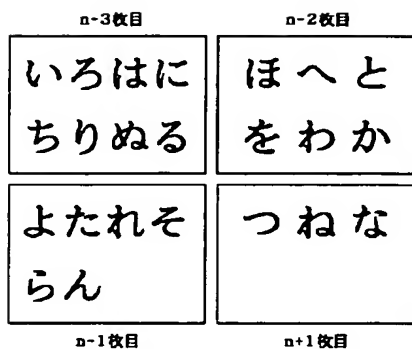 n-3枚目
n-2枚目
いろはに
ちりぬる
ほへと
をわか
よたれそ
らん
つねな
n-1枚目
n+1枚目